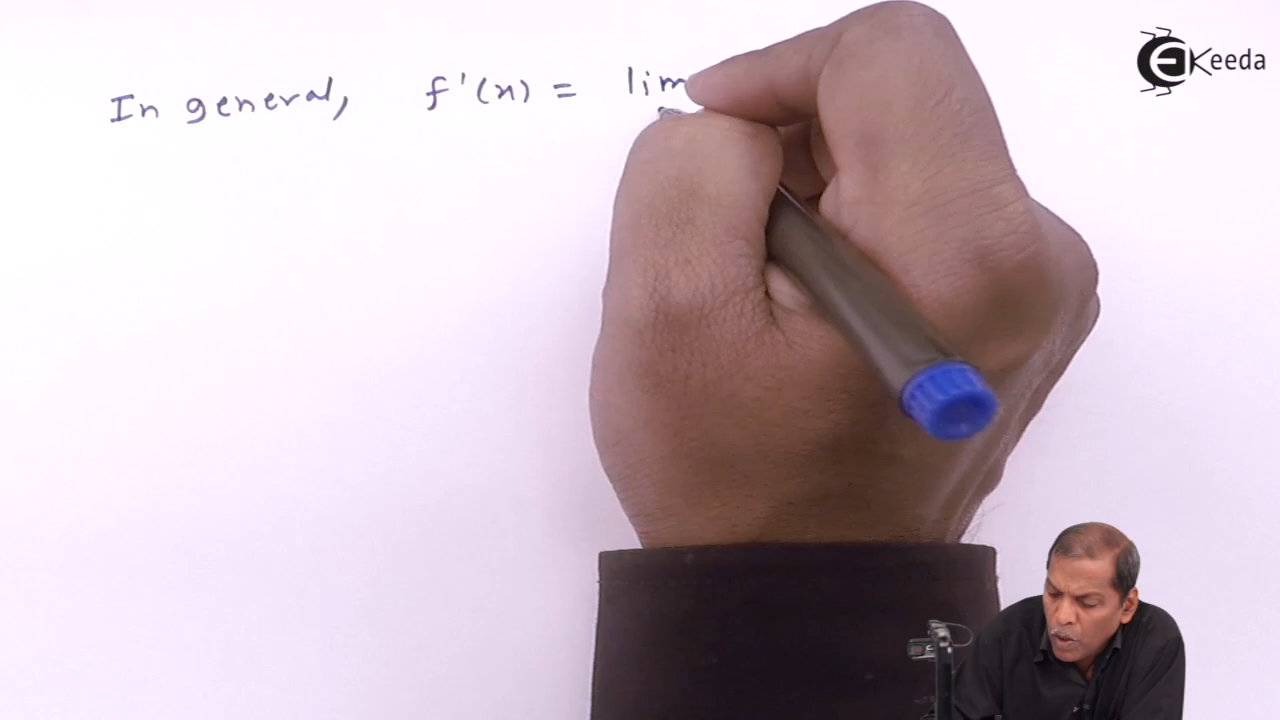 In general, f'(x) = lim
Keeda